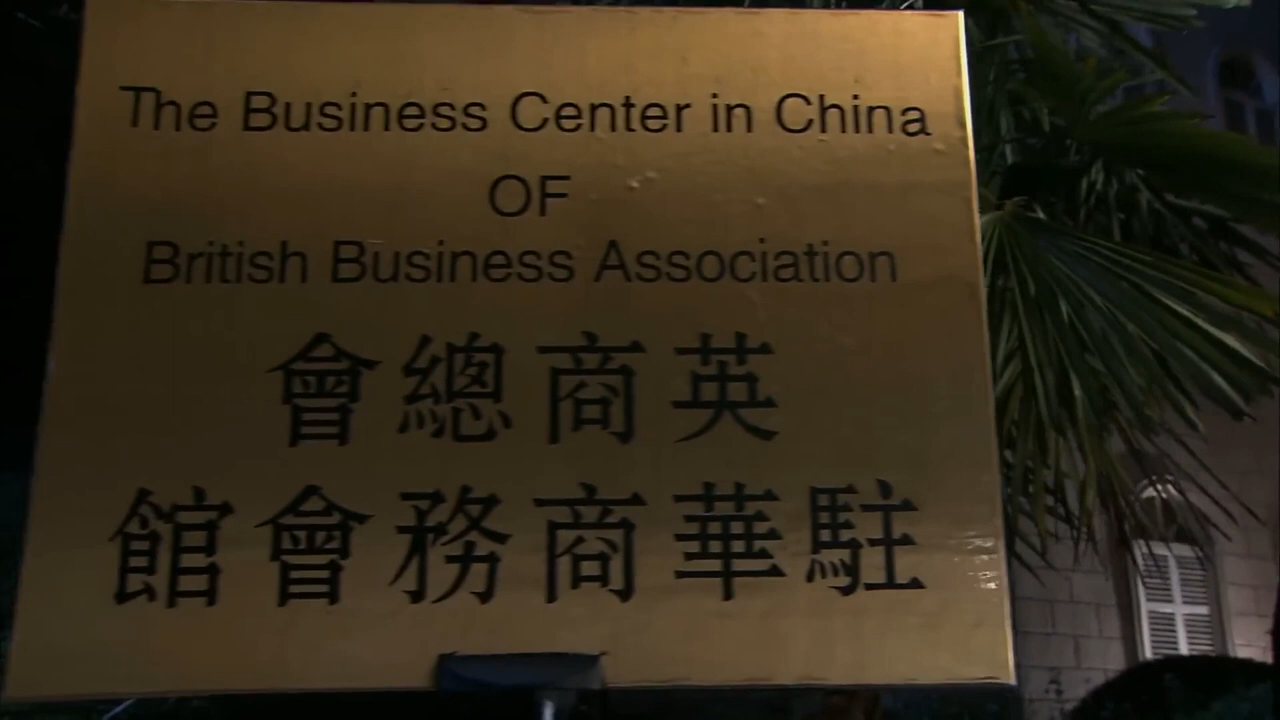 The Business Center in China
OF
British Business Association
英商總會
駐華商務會館